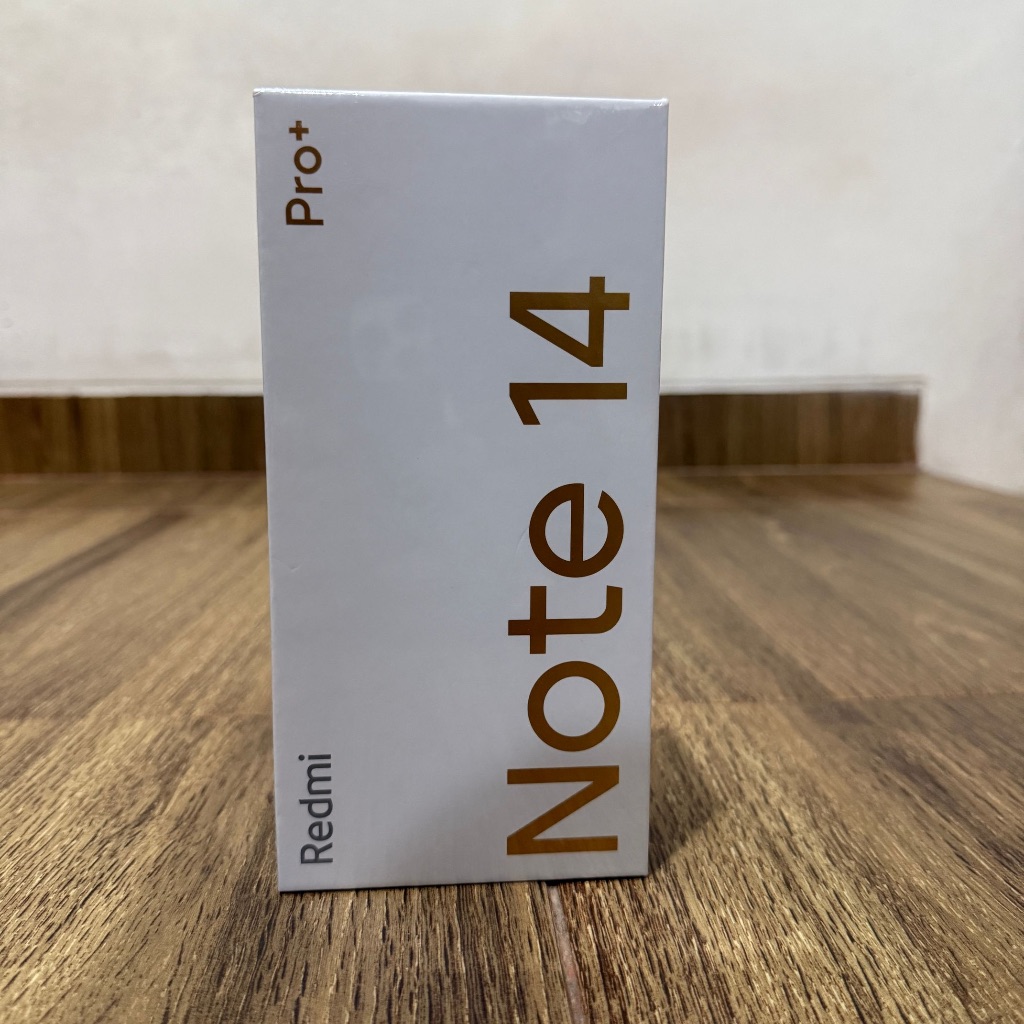 Redmi
Pro+
Note 14